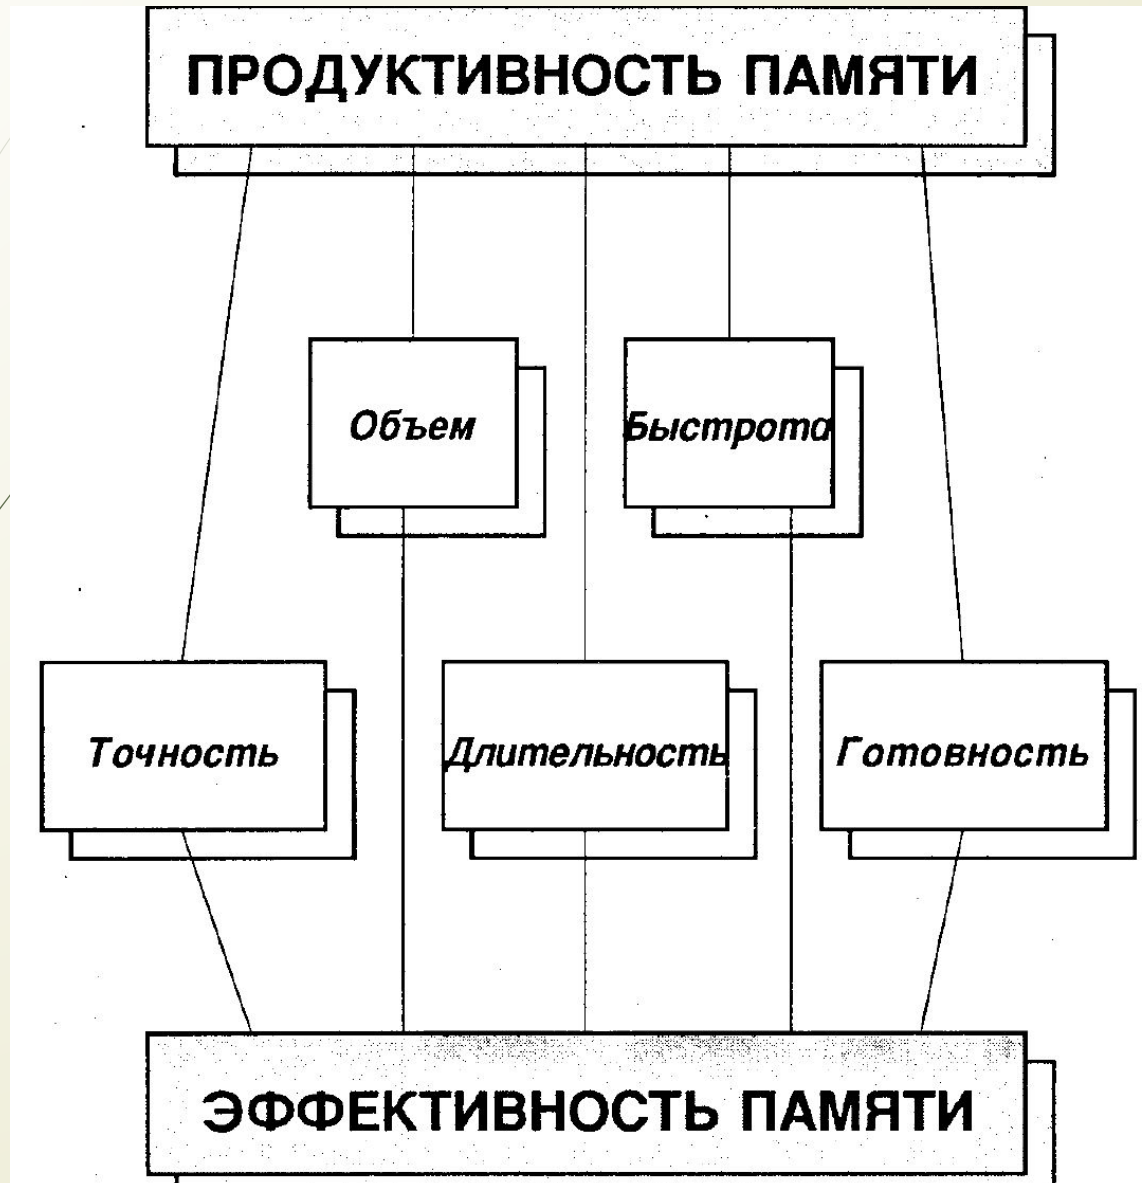 ПРОДУКТИВНОСТЬ ПАМЯТИ
Объем
Быстрота
Точность
Длительность
Готовность
ЭФФЕКТИВНОСТЬ ПАМЯТИ